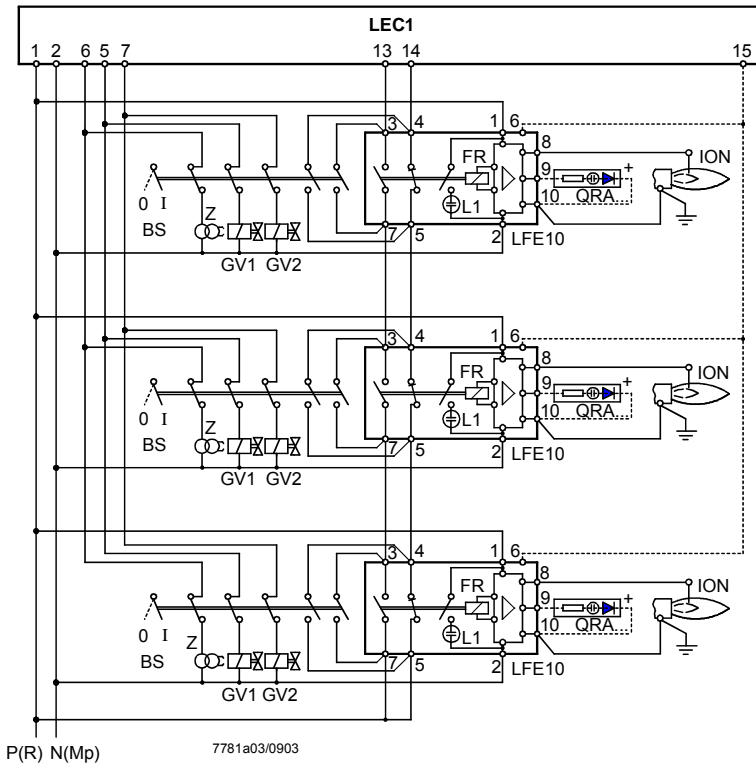 LEC1
1 2 6 5 7 13 14 15
3 4 1 6
8 ION
FR 9 +
10 QRA
0 I Z L1
BS 7 5 2 LFE10
GV1 GV2
3 4 1 6
8 ION
FR 9 +
10 QRA
0 I Z L1
BS 7 5 2 LFE10
GV1 GV2
3 4 1 6
8 ION
FR 9 +
10 QRA
0 I Z L1
BS 7 5 2 LFE10
GV1 GV2
P(R) N(Mp) 7781a03/0903